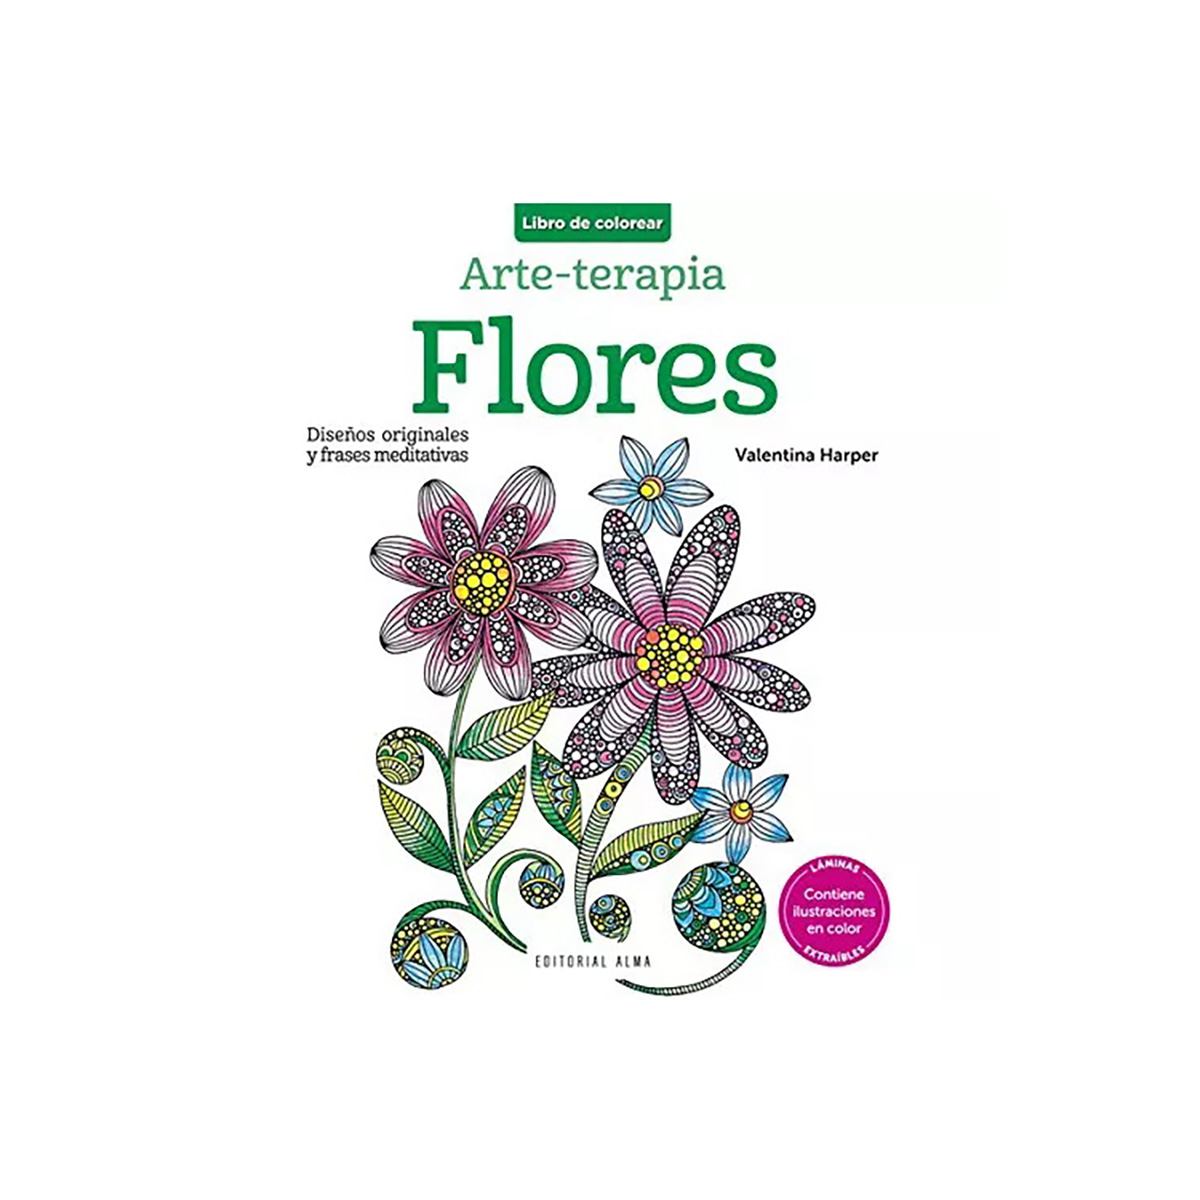 Libro de colorear
Arte-terapia
Flores
Diseños originales
y frases meditativas
Valentina Harper
LÁMINAS
Contiene
ilustraciones
en color
EXTRAÍBLES
EDITORIAL ALMA